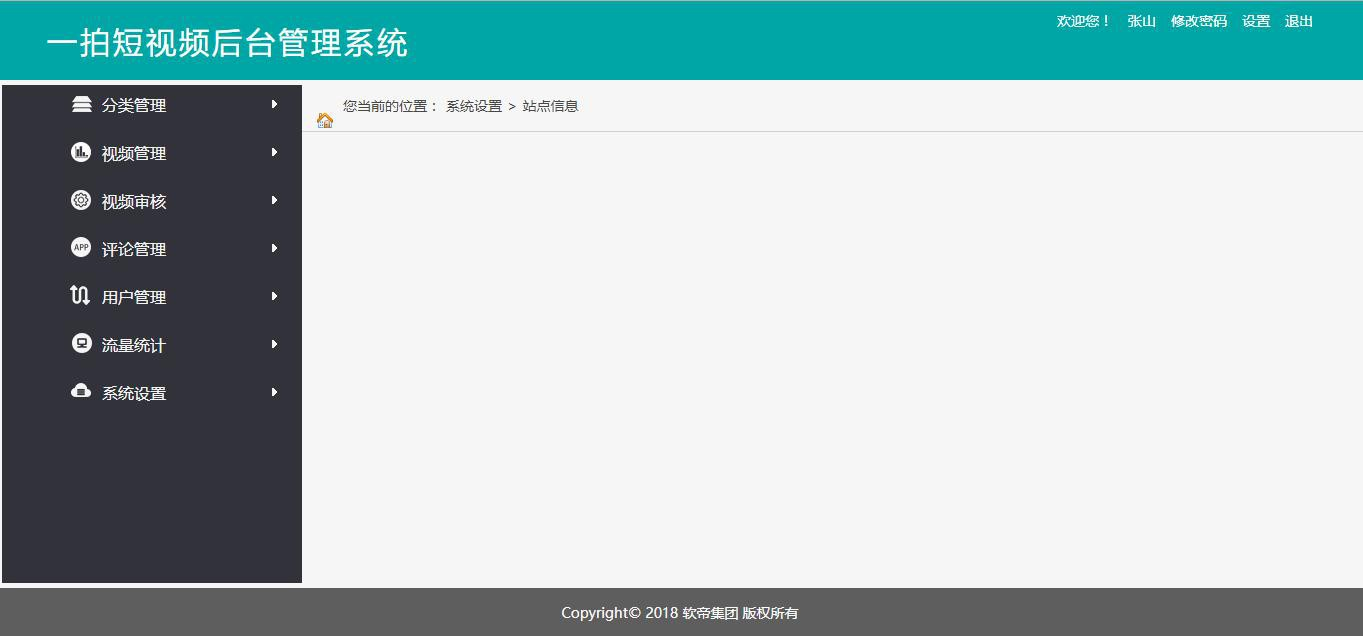 欢迎您！ 张山 修改密码 设置 退出
一拍短视频后台管理系统
您当前的位置： 系统设置 > 站点信息
分类管理
视频管理
视频审核
APP 评论管理
用户管理
流量统计
系统设置
Copyright© 2018 软帝集团 版权所有